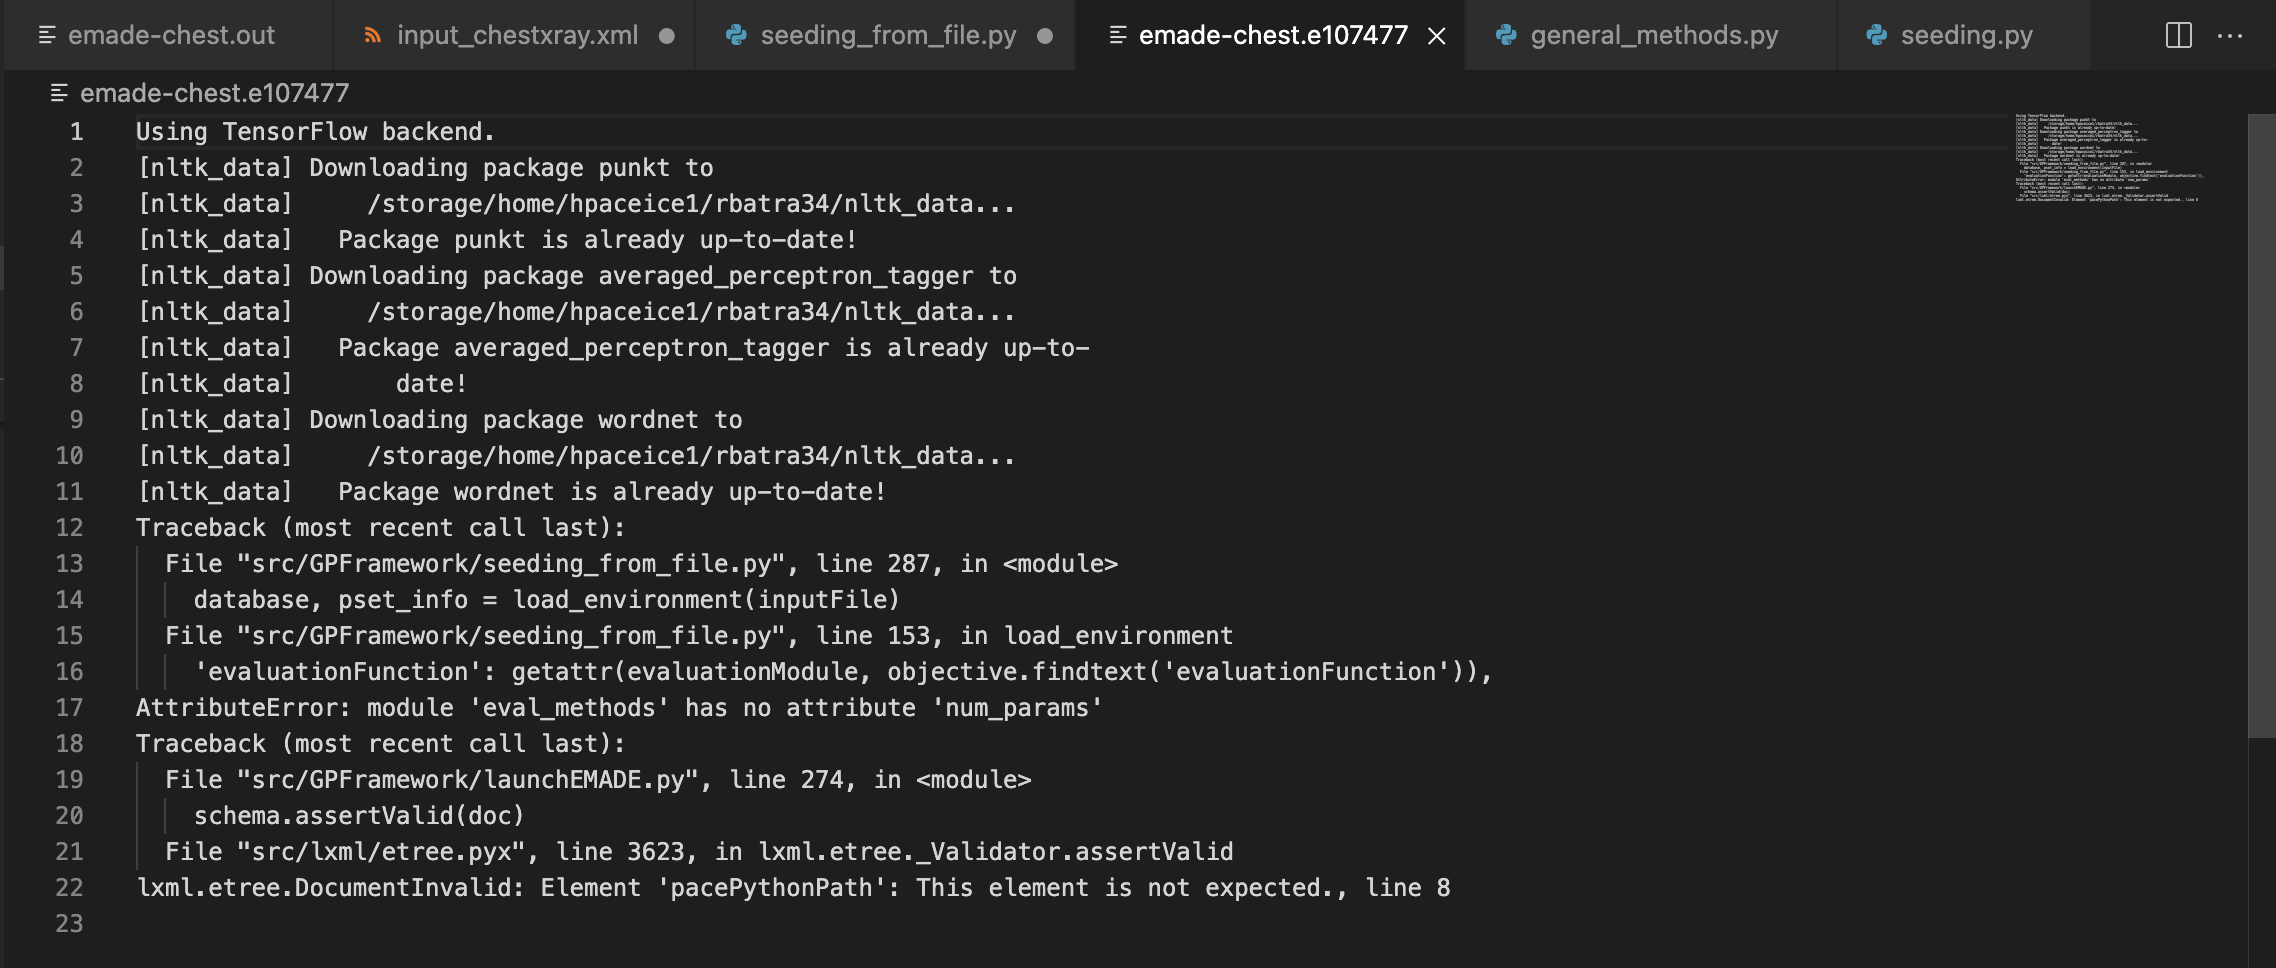 emade-chest.out input_chestxray.xml seeding_from_file.py emade-chest.e107477 general_methods.py seeding.py
emade-chest.e107477
1 Using TensorFlow backend.
2 [nltk_data] Downloading package punkt to
3 [nltk_data]     /storage/home/hpaceice1/rbatra34/nltk_data...
4 [nltk_data]   Package punkt is already up-to-date!
5 [nltk_data] Downloading package averaged_perceptron_tagger to
6 [nltk_data]     /storage/home/hpaceice1/rbatra34/nltk_data...
7 [nltk_data]   Package averaged_perceptron_tagger is already up-to-
8 [nltk_data]       date!
9 [nltk_data] Downloading package wordnet to
10 [nltk_data]     /storage/home/hpaceice1/rbatra34/nltk_data...
11 [nltk_data]   Package wordnet is already up-to-date!
12 Traceback (most recent call last):
13   File "src/GPFramework/seeding_from_file.py", line 287, in <module>
14     database, pset_info = load_environment(inputFile)
15   File "src/GPFramework/seeding_from_file.py", line 153, in load_environment
16     'evaluationFunction': getattr(evaluationModule, objective.findtext('evaluationFunction')),
17 AttributeError: module 'eval_methods' has no attribute 'num_params'
18 Traceback (most recent call last):
19   File "src/GPFramework/launchEMADE.py", line 274, in <module>
20     schema.assertValid(doc)
21   File "src/lxml/etree.pyx", line 3623, in lxml.etree._Validator.assertValid
22 lxml.etree.DocumentInvalid: Element 'pacePythonPath': This element is not expected., line 8
23